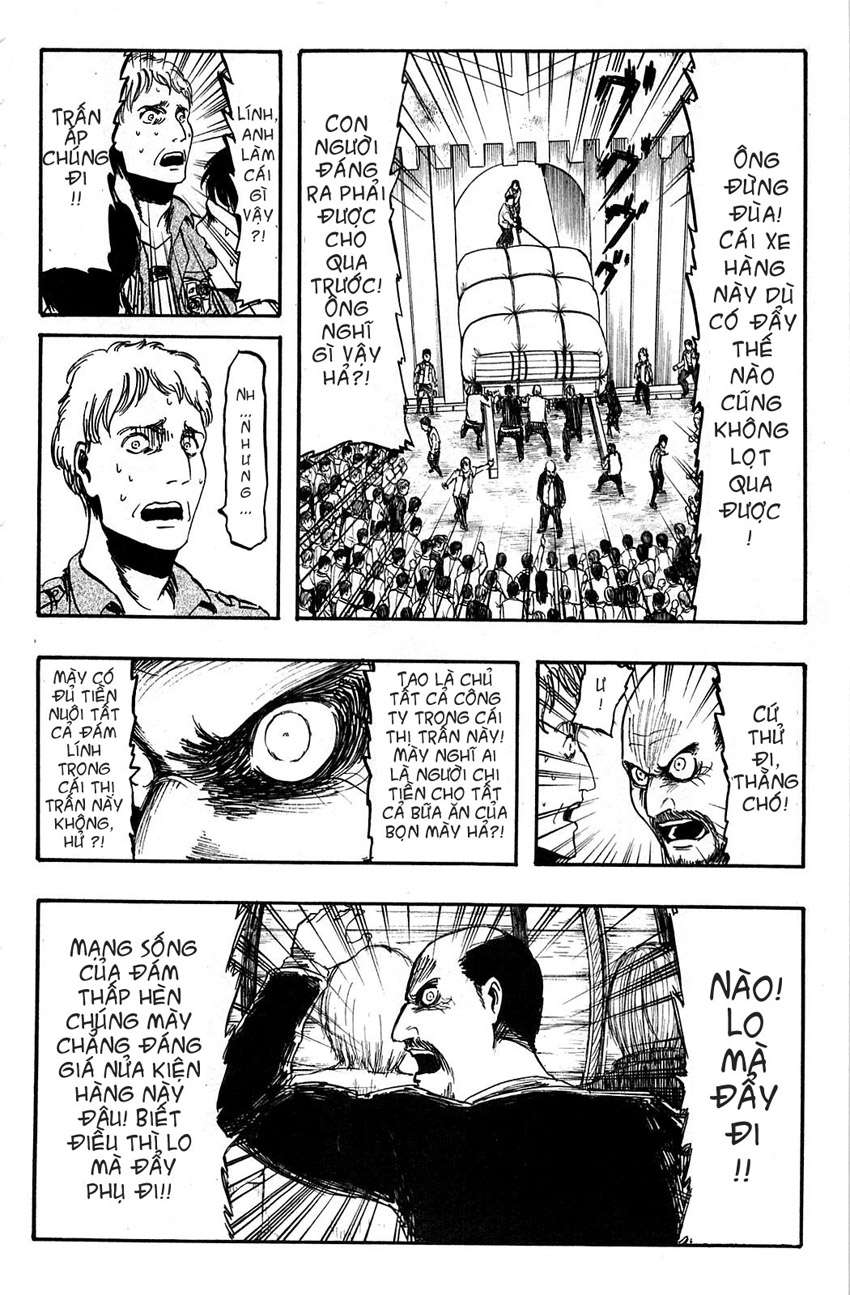 ÔNG
ĐỪNG
ĐÙA!
CÁI XE
HÀNG
NÀY DÙ
CÓ ĐẨY
THẾ
NÀO
CŨNG
KHÔNG
LỌT
QUA
ĐƯỢC
!
CON
NGƯỜI
ĐÁNG
RA PHẢI
ĐƯỢC
CHO
QUA
TRƯỚC!
ÔNG
NGHĨ
GÌ VẬY
HẢ?!
LÍNH,
ANH
LÀM
CÁI
GÌ
VẬY
?!
TRẤN
ÁP
CHÚNG
ĐI
!!
NH
...
NHƯNG
...
CỨ
THỬ
ĐI,
THẰNG
CHÓ!
Ư
!
TAO LÀ CHỦ
TẤT CẢ CÔNG
TY TRONG CÁI
THỊ TRẤN NÀY!
MÀY NGHĨ AI
LÀ NGƯỜI CHI
TIỀN CHO TẤT
CẢ BỮA ĂN CỦA
BỌN MÀY HẢ?!
MÀY CÓ
ĐỦ TIỀN
NUÔI TẤT
CẢ ĐÁM
LÍNH
TRONG
CÁI THỊ
TRẤN NÀY
KHÔNG,
HỬ ?!
NÀO!
LO
MÀ
ĐẨY
ĐI
!!
MẠNG SỐNG
CỦA ĐÁM
THẤP HÈN
CHÚNG MÀY
CHẲNG ĐÁNG
GIÁ NỬA KIỆN
HÀNG NÀY
ĐÂU! BIẾT
ĐIỀU THÌ LO
MÀ ĐẨY
PHỤ ĐI!!